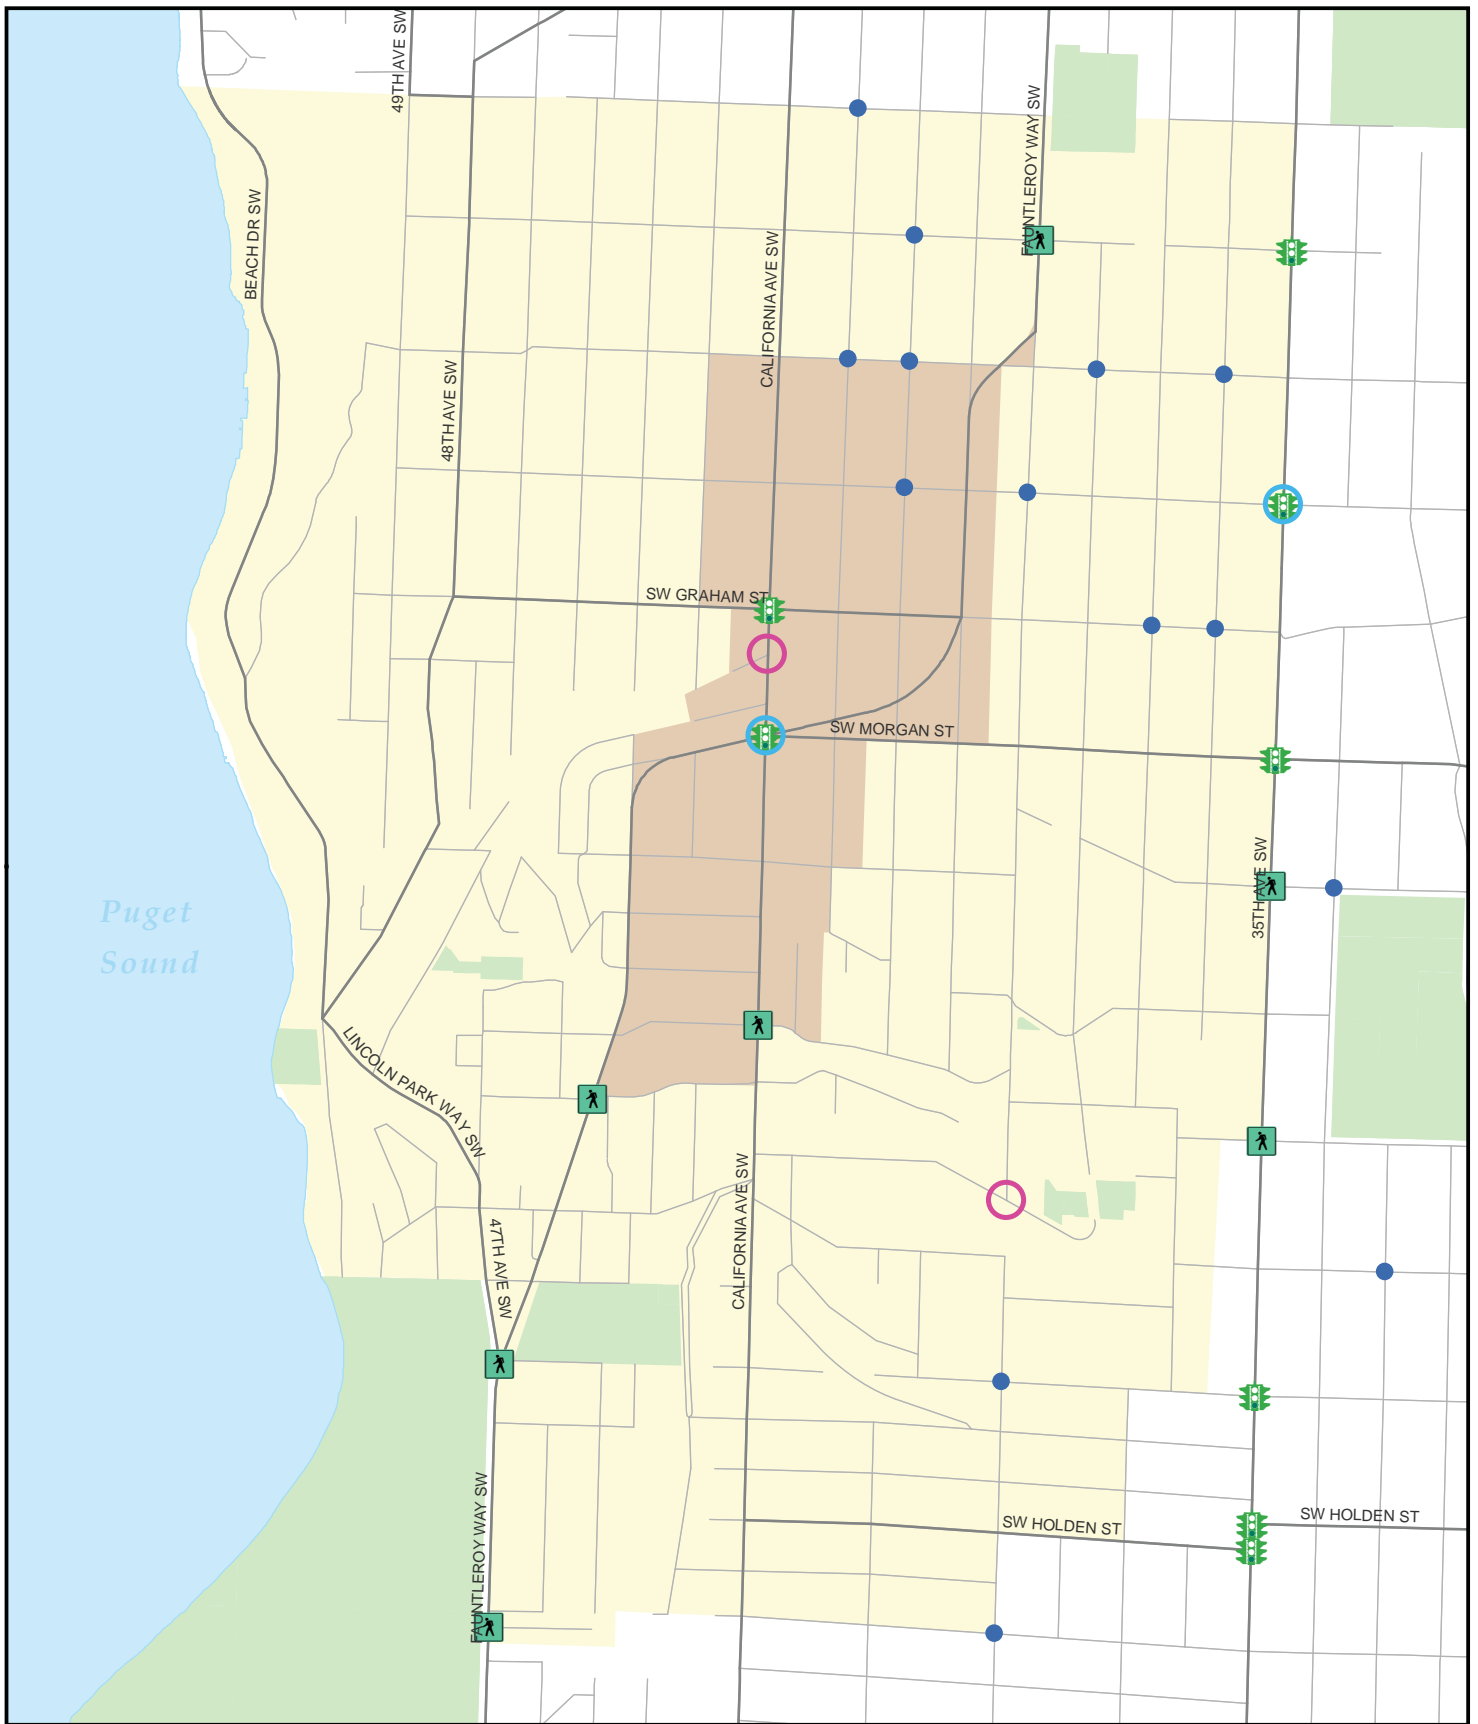 49TH AVE SW
FAUNTLEROY WAY SW
BEACH DR SW
CALIFORNIA AVE SW
48TH AVE SW
SW GRAHAM ST
SW MORGAN ST
35TH AVE SW
Puget
Sound
LINCOLN PARK WAY SW
CALIFORNIA AVE SW
47TH AVE SW
FAUNTLEROY WAY SW
SW HOLDEN ST
SW HOLDEN ST